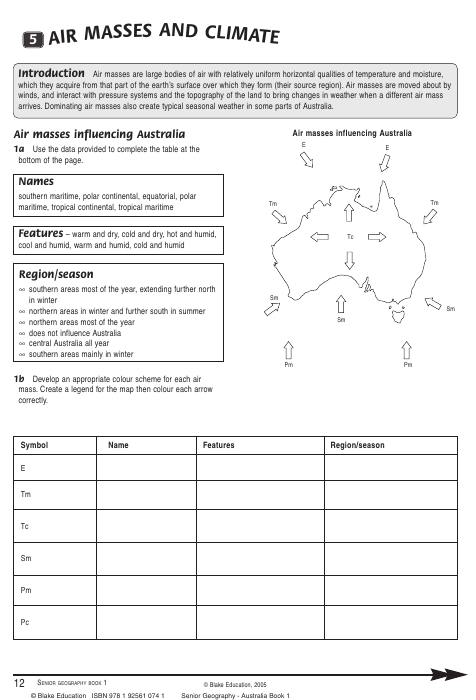 5 AIR MASSES AND CLIMATE
Introduction Air masses are large bodies of air with relatively uniform horizontal qualities of temperature and moisture,
which they acquire from that part of the earth's surface over which they form (their source region). Air masses are moved about by
winds, and interact with pressure systems and the topography of the land to bring changes in weather when a different air mass
arrives. Dominating air masses also create typical seasonal weather in some parts of Australia.
Air masses influencing Australia
1a Use the data provided to complete the table at the
bottom of the page.
Names
southern maritime, polar continental, equatorial, polar
maritime, tropical continental, tropical maritime
Features – warm and dry, cold and dry, hot and humid,
cool and humid, warm and humid, cold and humid
Region/season
∞ southern areas most of the year, extending further north
in winter
∞ northern areas in winter and further south in summer
∞ northern areas most of the year
∞ does not influence Australia
∞ central Australia all year
∞ southern areas mainly in winter
1b Develop an appropriate colour scheme for each air
mass. Create a legend for the map then colour each arrow
correctly.
Air masses influencing Australia
E E
Tm Tm
Tc
Sm Sm
Sm
Pm Pm
Symbol Name Features Region/season
E
Tm
Tc
Sm
Pm
Pc
12 SENIOR GEOGRAPHY BOOK 1 © Blake Education, 2005
© Blake Education ISBN 978 1 92561 074 1 Senior Geography - Australia Book 1